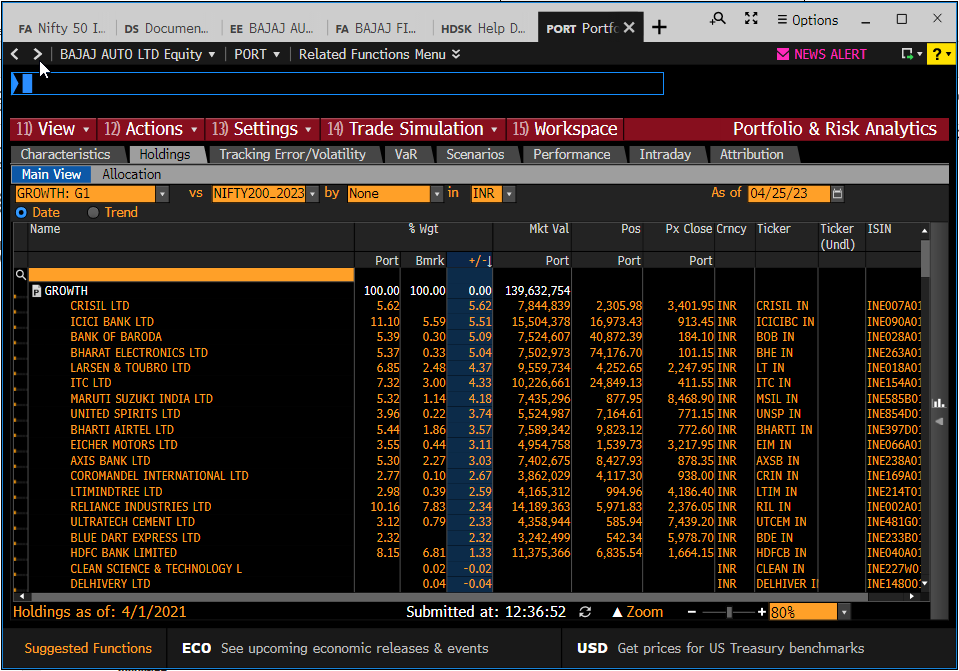 FA Nifty 50 I... DS Documen... EE BAJAJ AU... FA BAJAJ FI... HDSK Help D... PORT Portfc Options
BAJAJ AUTO LTD Equity PORT Related Functions Menu NEWS ALERT ?
11) View 12) Actions 13) Settings 14) Trade Simulation 15) Workspace Portfolio & Risk Analytics
Characteristics Holdings Tracking Error/Volatility VaR Scenarios Performance Intraday Attribution
Main View Allocation
GROWTH: G1 vs NIFTY200_2023 by None in INR As of 04/25/23
Date Trend
Name % Wgt Mkt Val Pos Px Close Crncy Ticker Ticker ISIN
(Undl)
Port Bmrk +/- Port Port Port
P GROWTH 100.00 100.00 0.00 139,632,754
CRISIL LTD 5.62 5.62 7,844,839 2,305.98 3,401.95 INR CRISIL IN INE007A01
ICICI BANK LTD 11.10 5.59 5.51 15,504,378 16,973.43 913.45 INR ICICIBC IN INE090A01
BANK OF BARODA 5.39 0.30 5.09 7,524,607 40,872.39 184.10 INR BOB IN INE028A01
BHARAT ELECTRONICS LTD 5.37 0.33 5.04 7,502,973 74,176.70 101.15 INR BHE IN INE263A01
LARSEN & TOUBRO LTD 6.85 2.48 4.37 9,559,734 4,252.65 2,247.95 INR LT IN INE018A01
ITC LTD 7.32 3.00 4.33 10,226,661 24,849.13 411.55 INR ITC IN INE154A01
MARUTI SUZUKI INDIA LTD 5.32 1.14 4.18 7,435,296 877.95 8,468.90 INR MSIL IN INE585B01
UNITED SPIRITS LTD 3.96 0.22 3.74 5,524,987 7,164.61 771.15 INR UNSP IN INE854D01
BHARTI AIRTEL LTD 5.44 1.86 3.57 7,589,342 9,823.12 772.60 INR BHARTI IN INE397D01
EICHER MOTORS LTD 3.55 0.44 3.11 4,954,758 1,539.73 3,217.95 INR EIM IN INE066A01
AXIS BANK LTD 5.30 2.27 3.03 7,402,675 8,427.93 878.35 INR AXSB IN INE238A01
COROMANDEL INTERNATIONAL LTD 2.77 0.10 2.67 3,862,029 4,117.30 938.00 INR CRIN IN INE169A01
LTIMINDTREE LTD 2.98 0.39 2.59 4,165,312 994.96 4,186.40 INR LTIM IN INE214T01
RELIANCE INDUSTRIES LTD 10.16 7.83 2.34 14,189,363 5,971.83 2,376.05 INR RIL IN INE002A01
ULTRATECH CEMENT LTD 3.12 0.79 2.33 4,358,944 585.94 7,439.20 INR UTCEM IN INE481G01
BLUE DART EXPRESS LTD 2.32 2.32 3,242,499 542.34 5,978.70 INR BDE IN INE233B01
HDFC BANK LIMITED 8.15 6.81 1.33 11,375,366 6,835.54 1,664.15 INR HDFCB IN INE040A01
CLEAN SCIENCE & TECHNOLOGY L 0.02 -0.02 INR CLEAN IN INE227W01
DELHIVERY LTD 0.04 -0.04 INR DELHIVER I INE148O01
Holdings as of: 4/1/2021 Submitted at: 12:36:52 Zoom - + 80%
Suggested Functions ECO See upcoming economic releases & events USD Get prices for US Treasury benchmarks